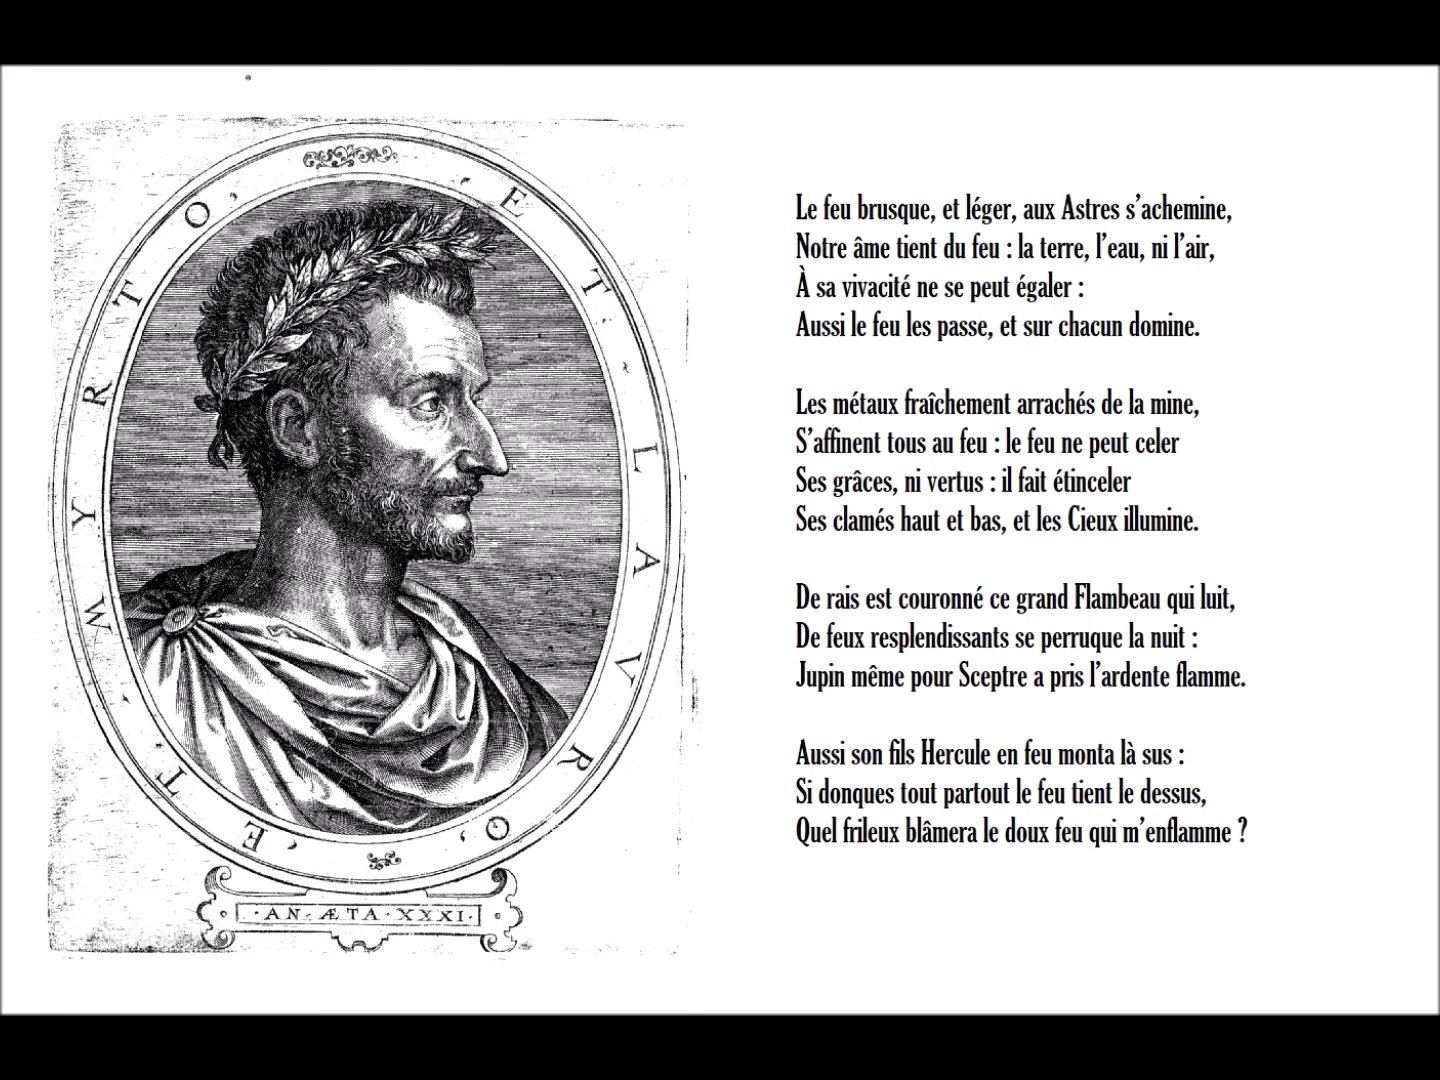 ET LAVRO, ET MYRTO,
·AN· ÆTA· XXXI·
Le feu brusque, et léger, aux Astres s’achemine,
Notre âme tient du feu : la terre, l’eau, ni l’air,
À sa vivacité ne se peut égaler :
Aussi le feu les passe, et sur chacun domine.
Les métaux fraîchement arrachés de la mine,
S’affinent tous au feu : le feu ne peut celer
Ses grâces, ni vertus : il fait étinceler
Ses clamés haut et bas, et les Cieux illumine.
De rais est couronné ce grand Flambeau qui luit,
De feux resplendissants se perruque la nuit :
Jupin même pour Sceptre a pris l’ardente flamme.
Aussi son fils Hercule en feu monta là sus :
Si donques tout partout le feu tient le dessus,
Quel frileux blâmera le doux feu qui m’enflamme ?